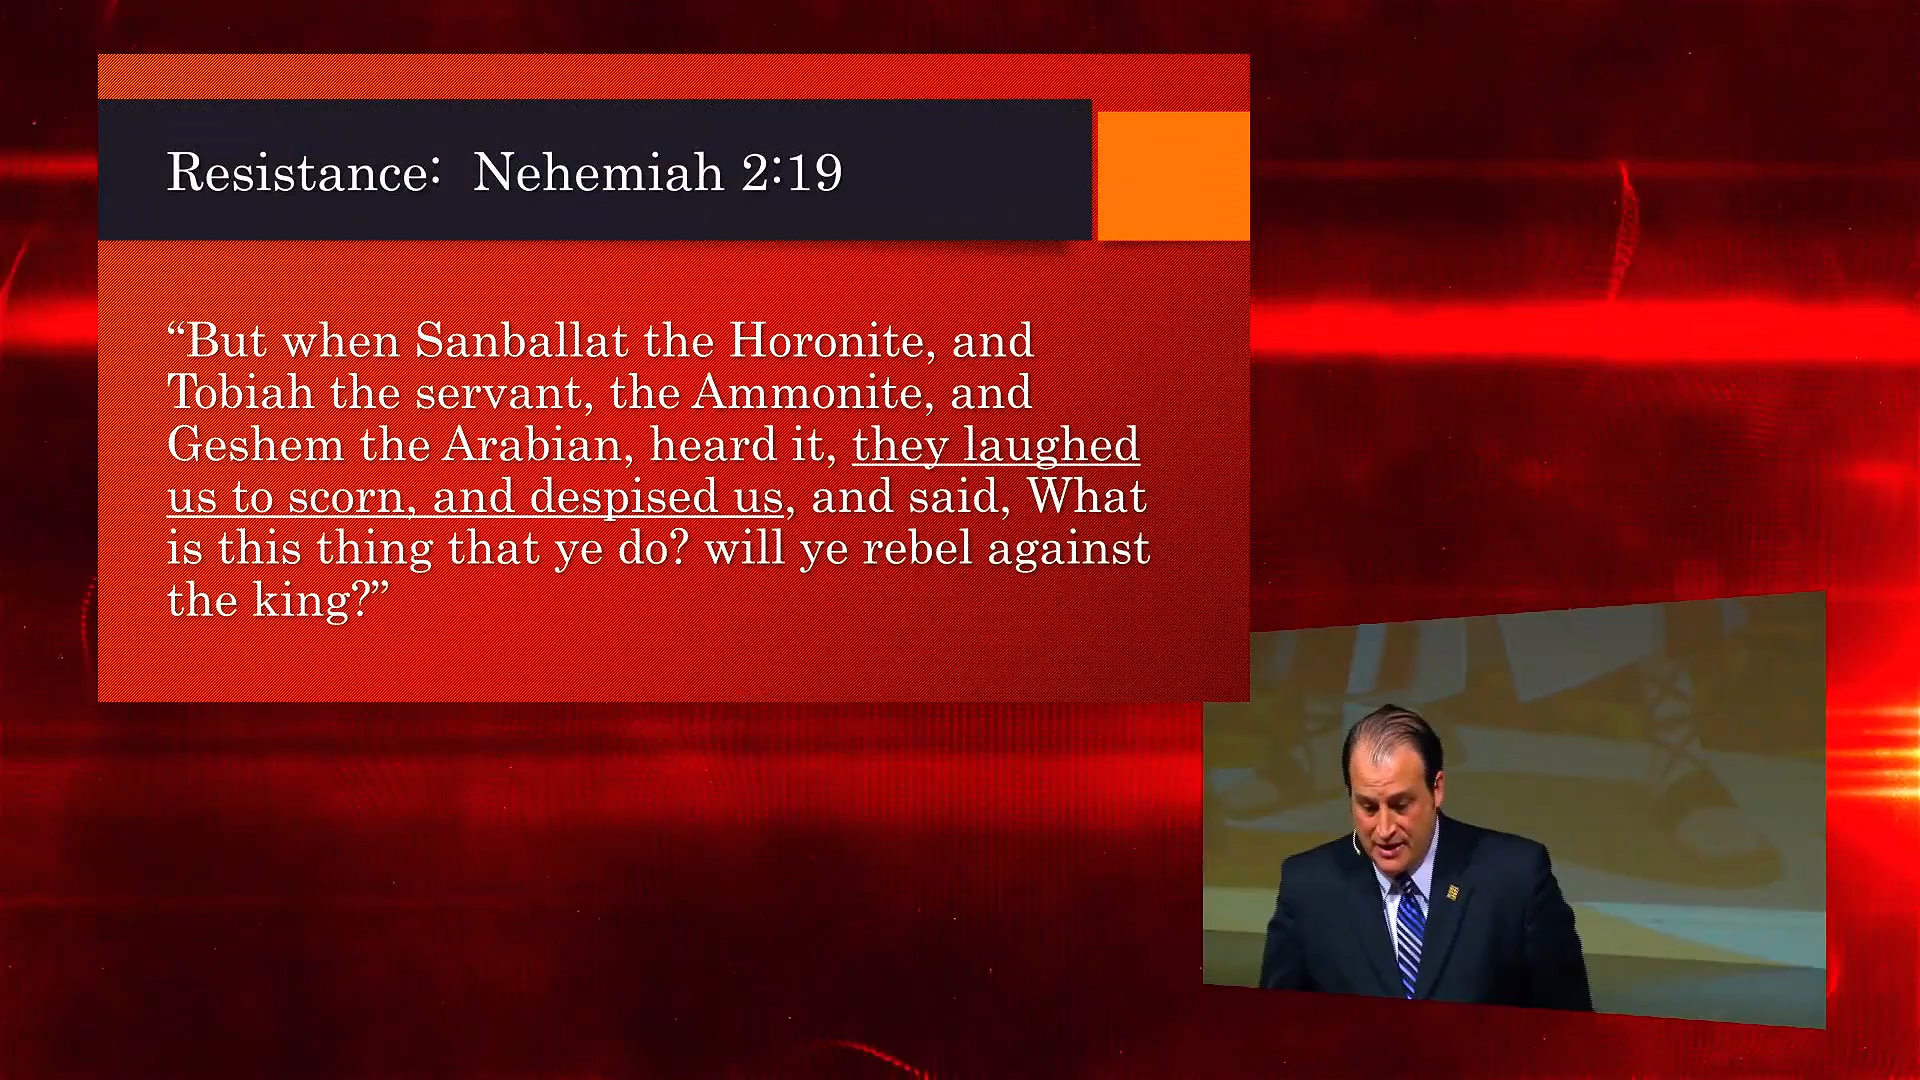 Resistance:  Nehemiah 2:19
“But when Sanballat the Horonite, and
Tobiah the servant, the Ammonite, and
Geshem the Arabian, heard it, they laughed
us to scorn, and despised us, and said, What
is this thing that ye do? will ye rebel against
the king?”